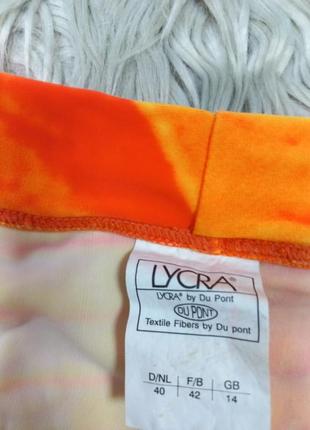 LYCRA®
LYCRA® by Du Pont
DU PONT
Textile Fibers by Du pont
D/NL F/B GB
40 42 14